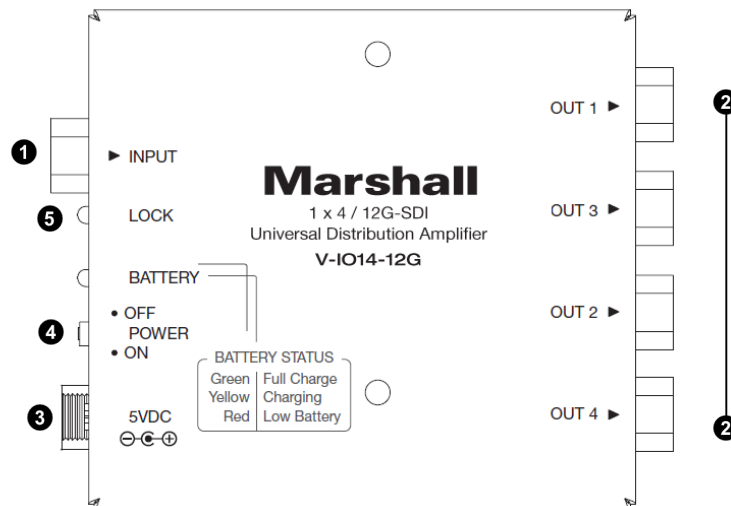 1
▶ INPUT
5
LOCK
BATTERY
• OFF
4
POWER
• ON
3
5VDC
Marshall
1 x 4 / 12G-SDI
Universal Distribution Amplifier
V-IO14-12G
BATTERY STATUS
Green Full Charge
Yellow Charging
Red Low Battery
OUT 1 ▶
2
OUT 3 ▶
OUT 2 ▶
OUT 4 ▶
2